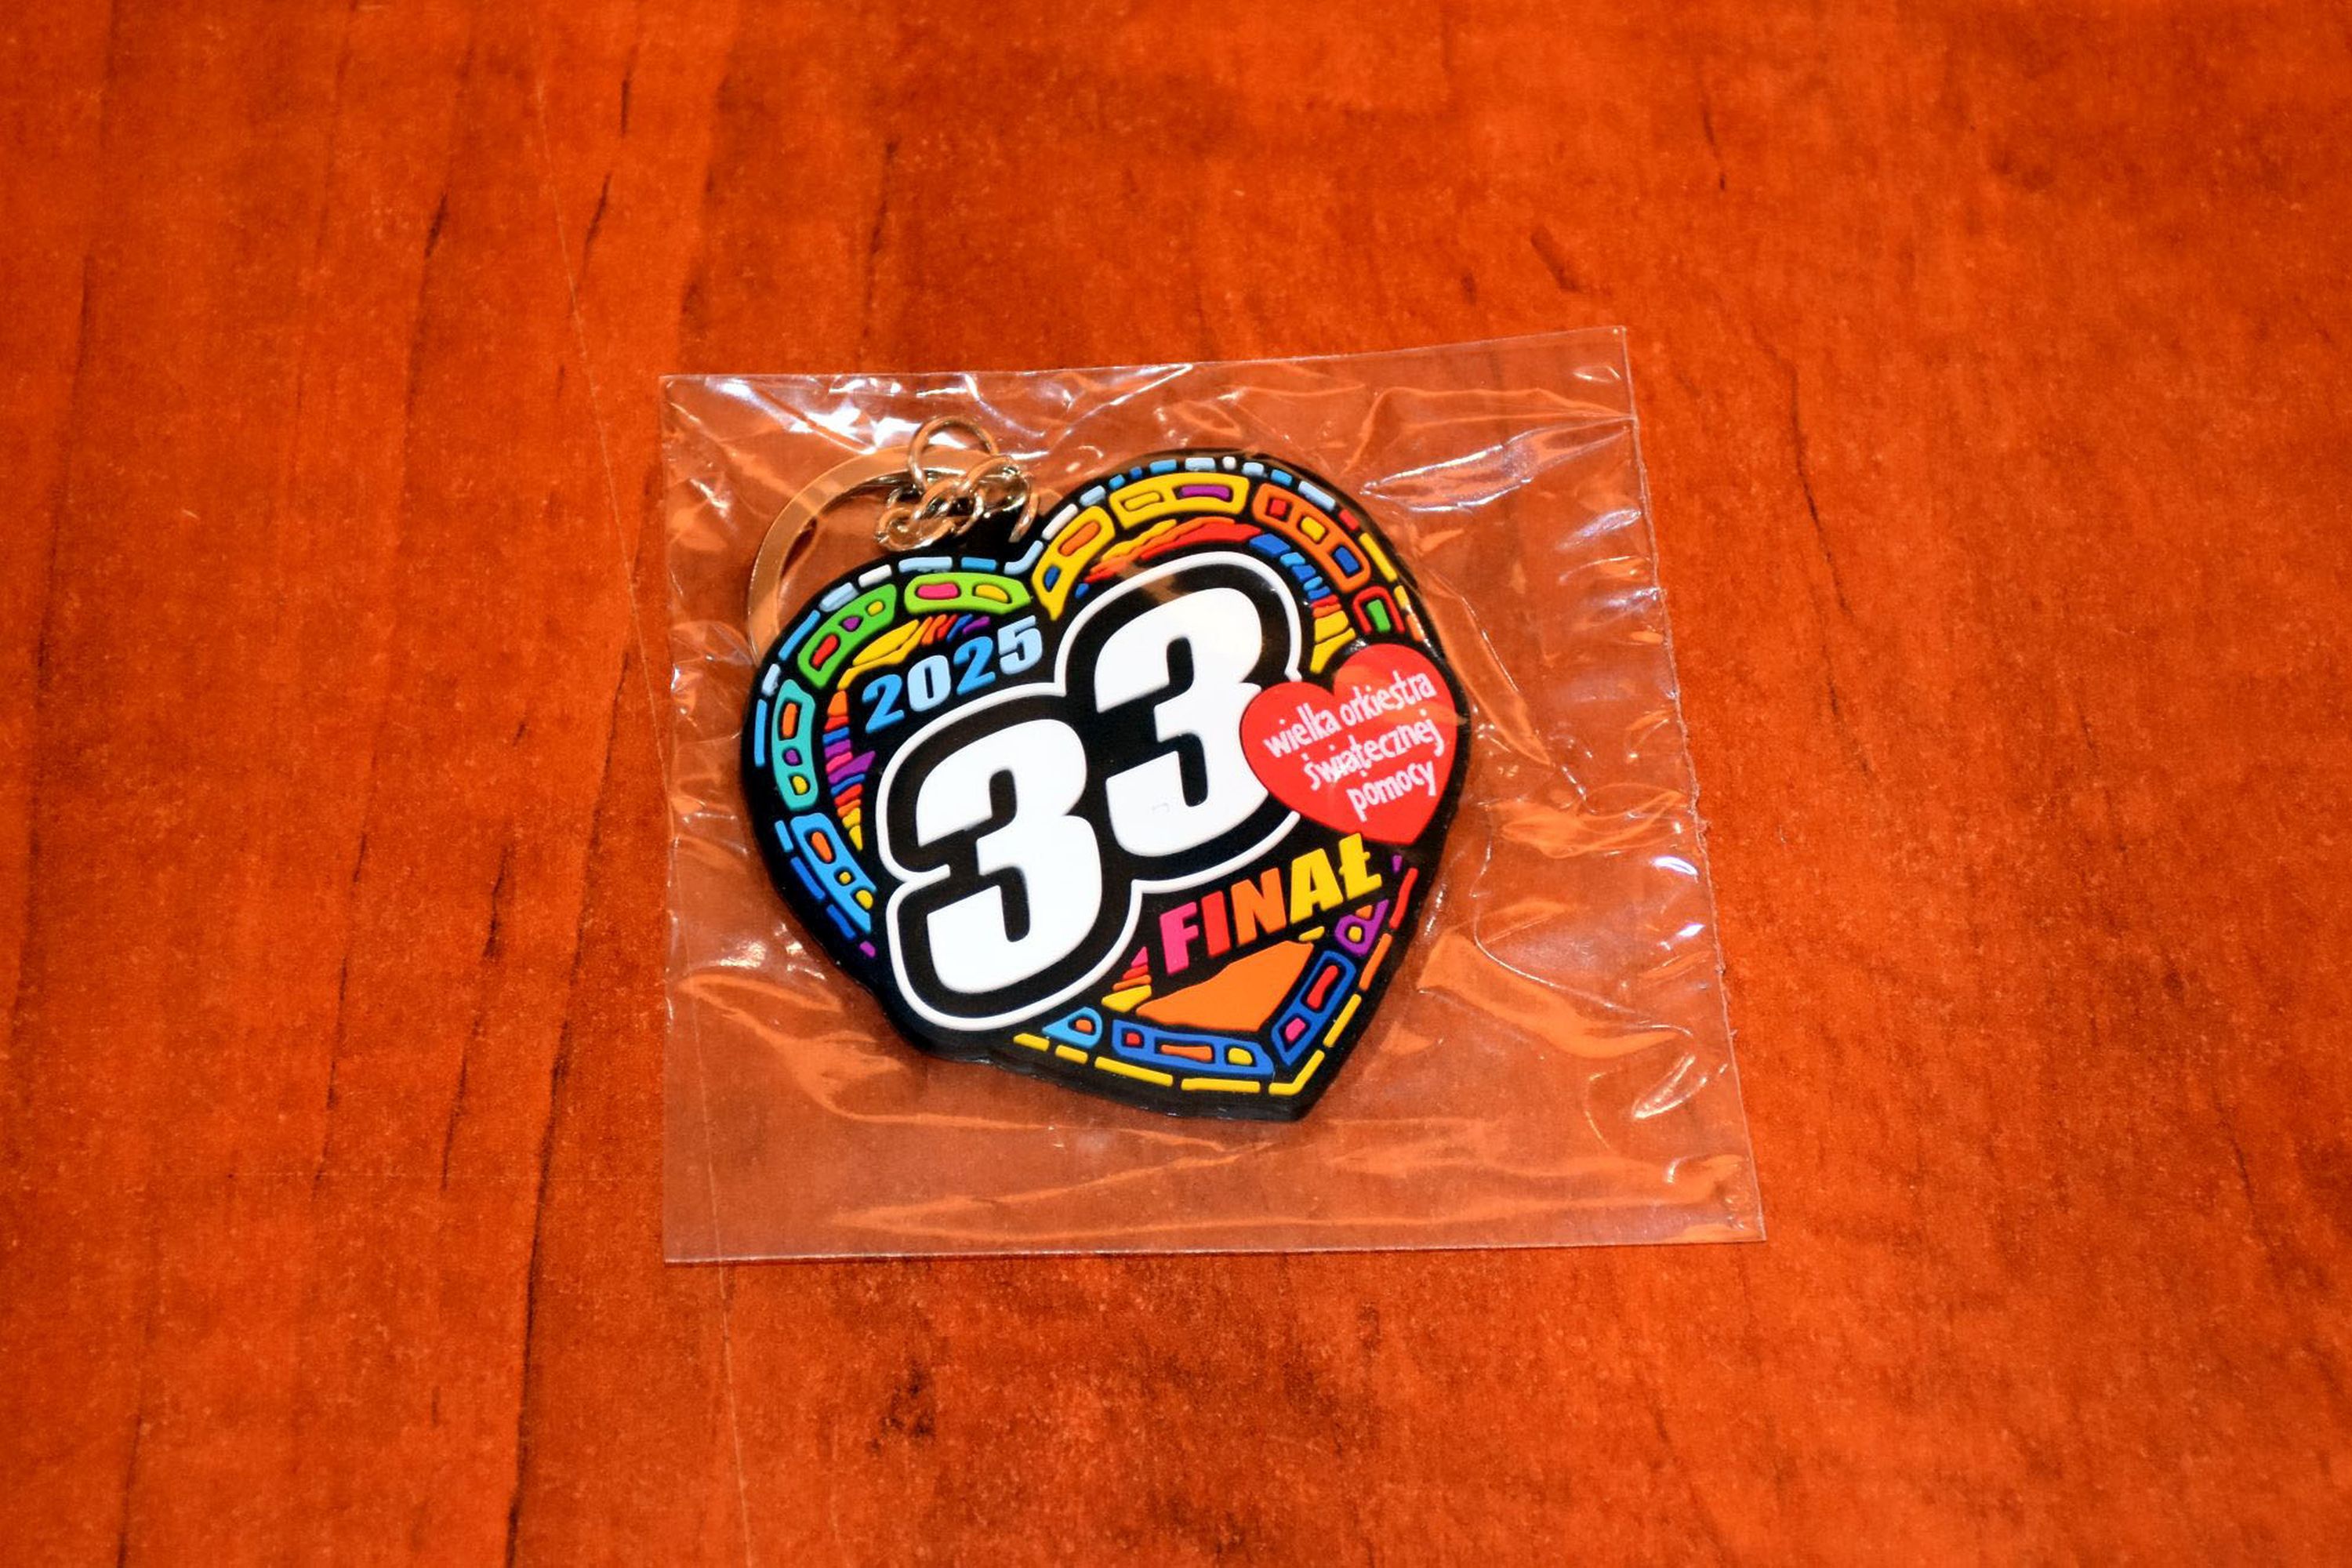 2025
33
wielka orkiestra
świątecznej
pomocy
FINAŁ